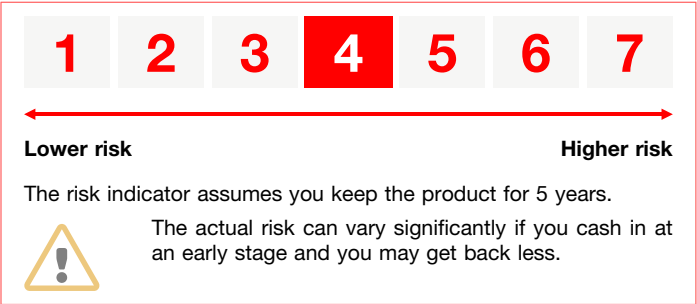 1 2 3 4 5 6 7
Lower risk Higher risk
The risk indicator assumes you keep the product for 5 years.
The actual risk can vary significantly if you cash in at
an early stage and you may get back less.
!